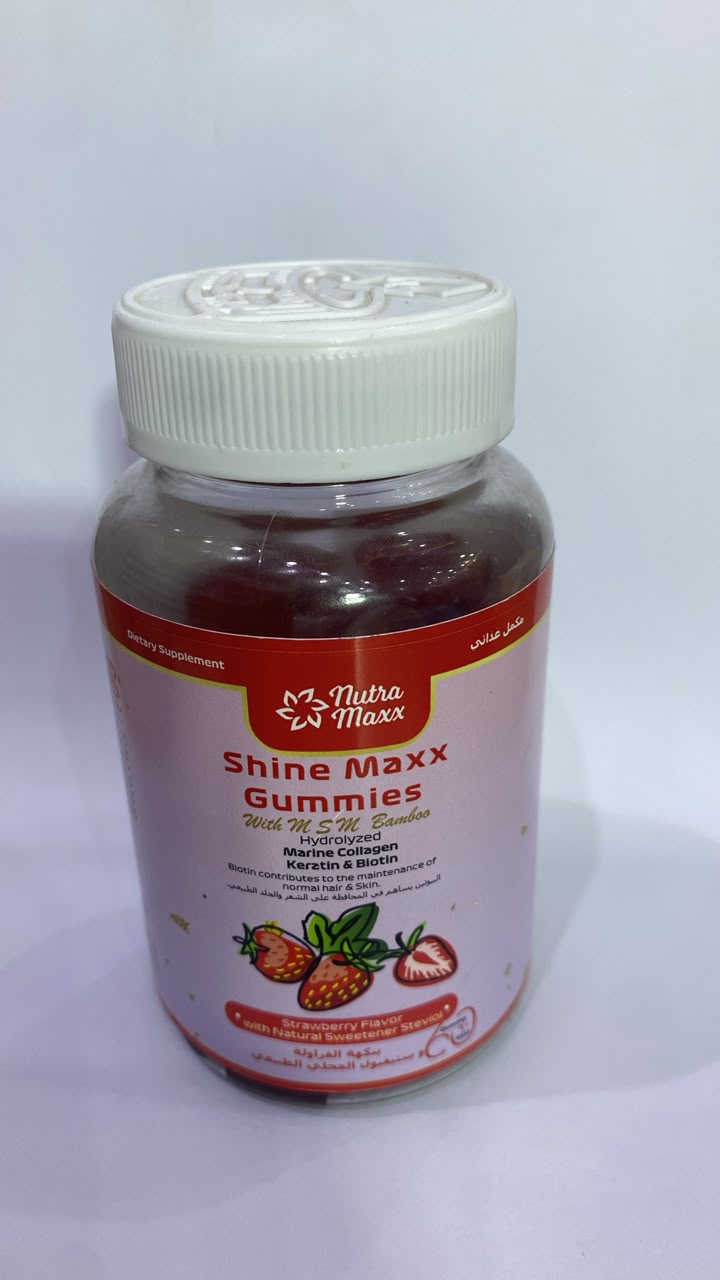 Dietary Supplement
مكمل غذائي
Nutra
Maxx
Shine Maxx
Gummies
With M S M Bamboo
Hydrolyzed
Marine Collagen
Keratin & Biotin
Biotin contributes to the maintenance of
normal hair & Skin.
البيوتين يساهم في المحافظة على الشعر والجلد الطبيعي.
Strawberry Flavor
with Natural Sweetener Steviol
بنكهة الفراولة
و ستيفيول المحلي الطبيعي
60